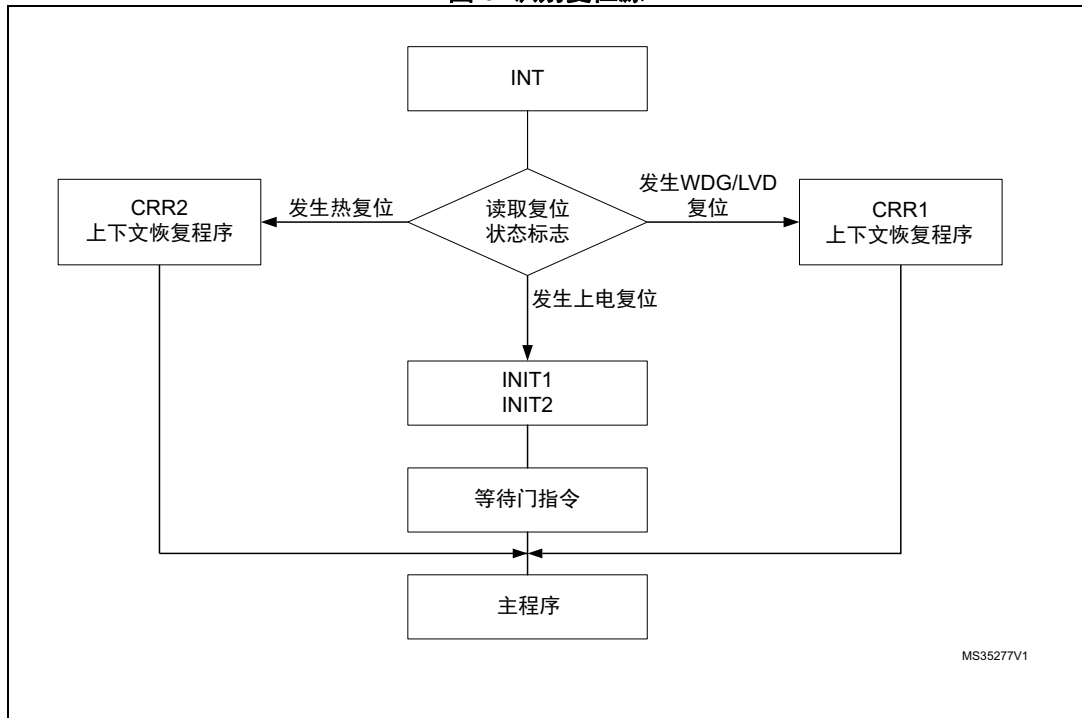 INT
发生热复位
读取复位
状态标志
发生WDG/LVD
复位
CRR2
上下文恢复程序
CRR1
上下文恢复程序
发生上电复位
INIT1
INIT2
等待门指令
主程序
MS35277V1